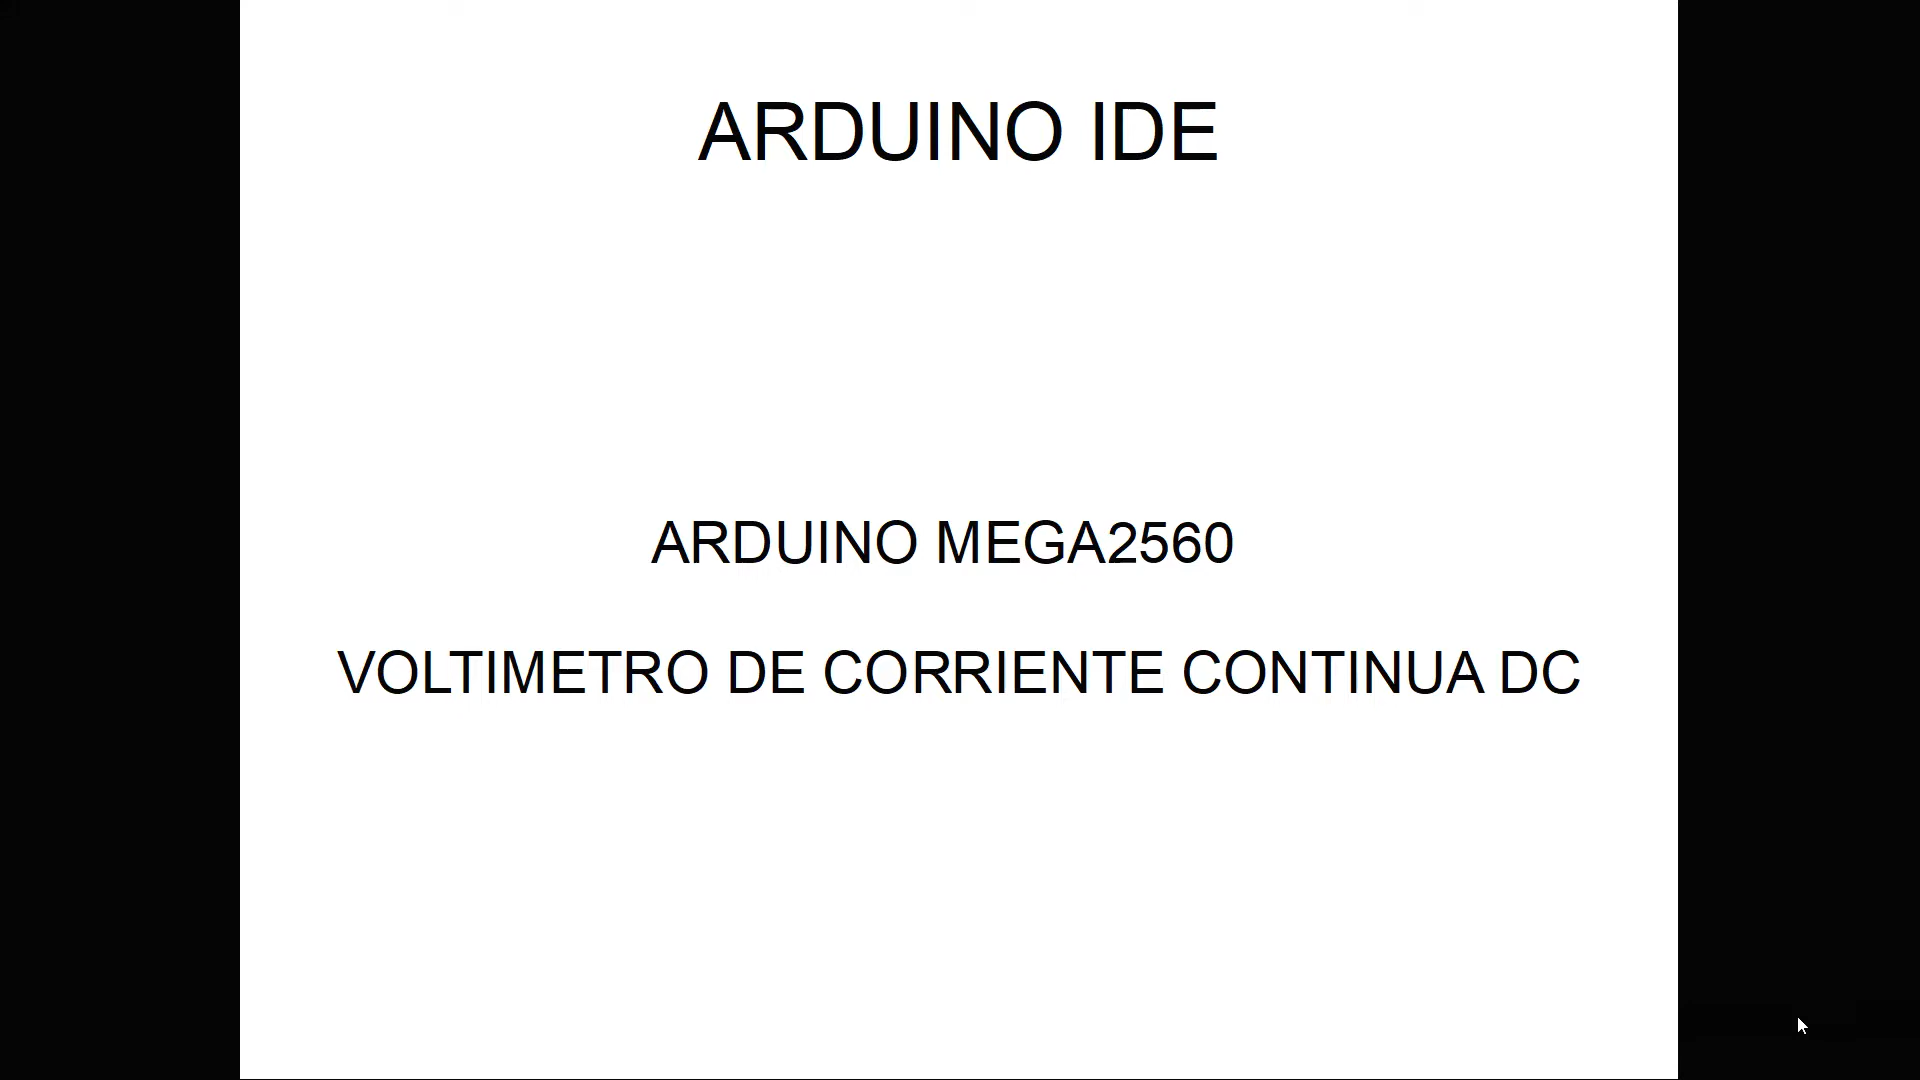 ARDUINO IDE
ARDUINO MEGA2560
VOLTIMETRO DE CORRIENTE CONTINUA DC